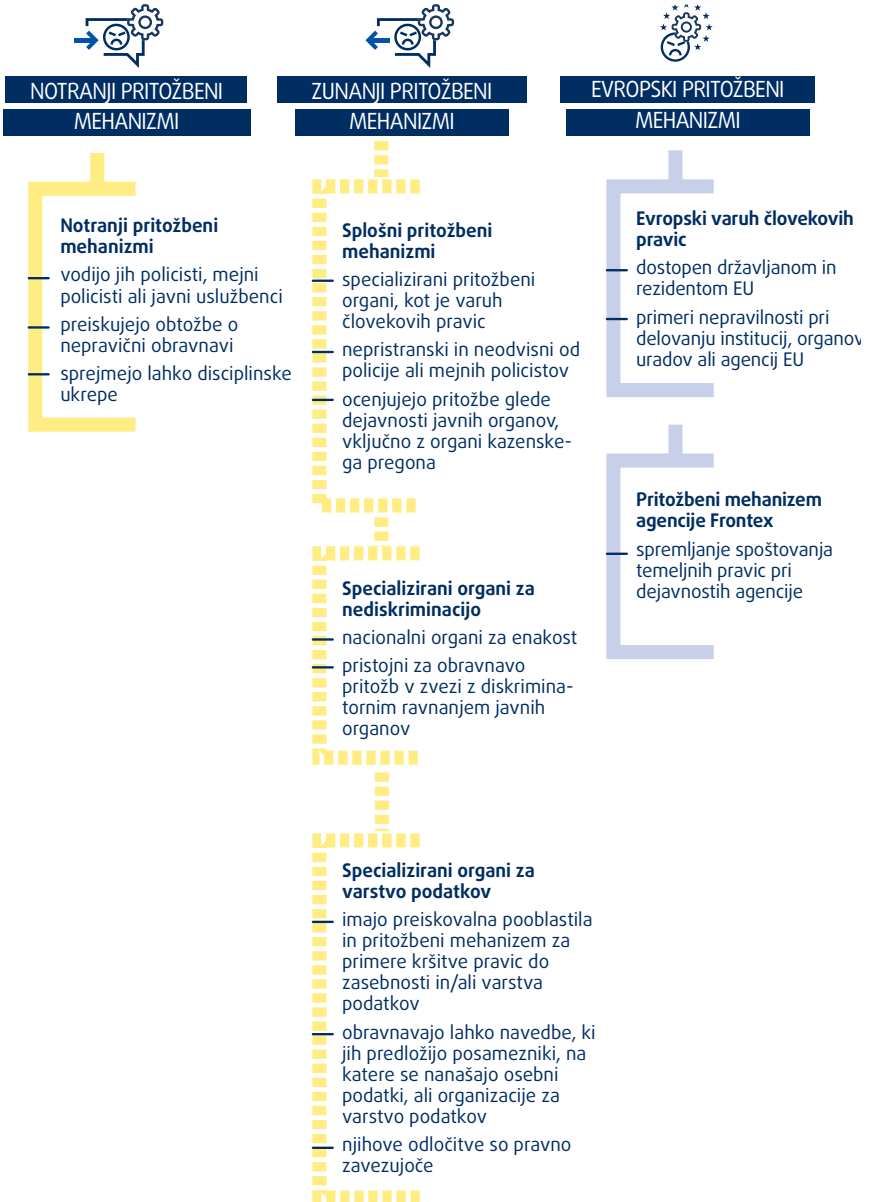 NOTRANJI PRITOŽBENI
MEHANIZMI
Notranji pritožbeni
mehanizmi
— vodijo jih policisti, mejni
policisti ali javni uslužbenci
— preiskujejo obtožbe o
nepravični obravnavi
— sprejmejo lahko disciplinske
ukrepe
ZUNANJI PRITOŽBENI
MEHANIZMI
Splošni pritožbeni
mehanizmi
— specializirani pritožbeni
organi, kot je varuh
človekovih pravic
— nepristranski in neodvisni od
policije ali mejnih policistov
— ocenjujejo pritožbe glede
dejavnosti javnih organov,
vključno z organi kazenske-
ga pregona
Specializirani organi za
nediskriminacijo
— nacionalni organi za enakost
— pristojni za obravnavo
pritožb v zvezi z diskrimina-
tornim ravnanjem javnih
organov
Specializirani organi za
varstvo podatkov
— imajo preiskovalna pooblastila
in pritožbeni mehanizem za
primere kršitve pravic do
zasebnosti in/ali varstva
podatkov
— obravnavajo lahko navedbe, ki
jih predložijo posamezniki, na
katere se nanašajo osebni
podatki, ali organizacije za
varstvo podatkov
— njihove odločitve so pravno
zavezujoče
EVROPSKI PRITOŽBENI
MEHANIZMI
Evropski varuh človekovih
pravic
— dostopen državljanom in
rezidentom EU
— primeri nepravilnosti pri
delovanju institucij, organov
uradov ali agencij EU
Pritožbeni mehanizem
agencije Frontex
— spremljanje spoštovanja
temeljnih pravic pri
dejavnostih agencije